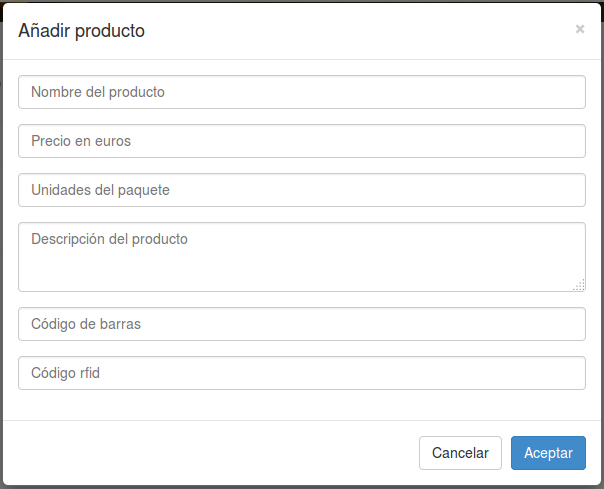 Añadir producto
×
Nombre del producto
Precio en euros
Unidades del paquete
Descripción del producto
Código de barras
Código rfid
Cancelar
Aceptar